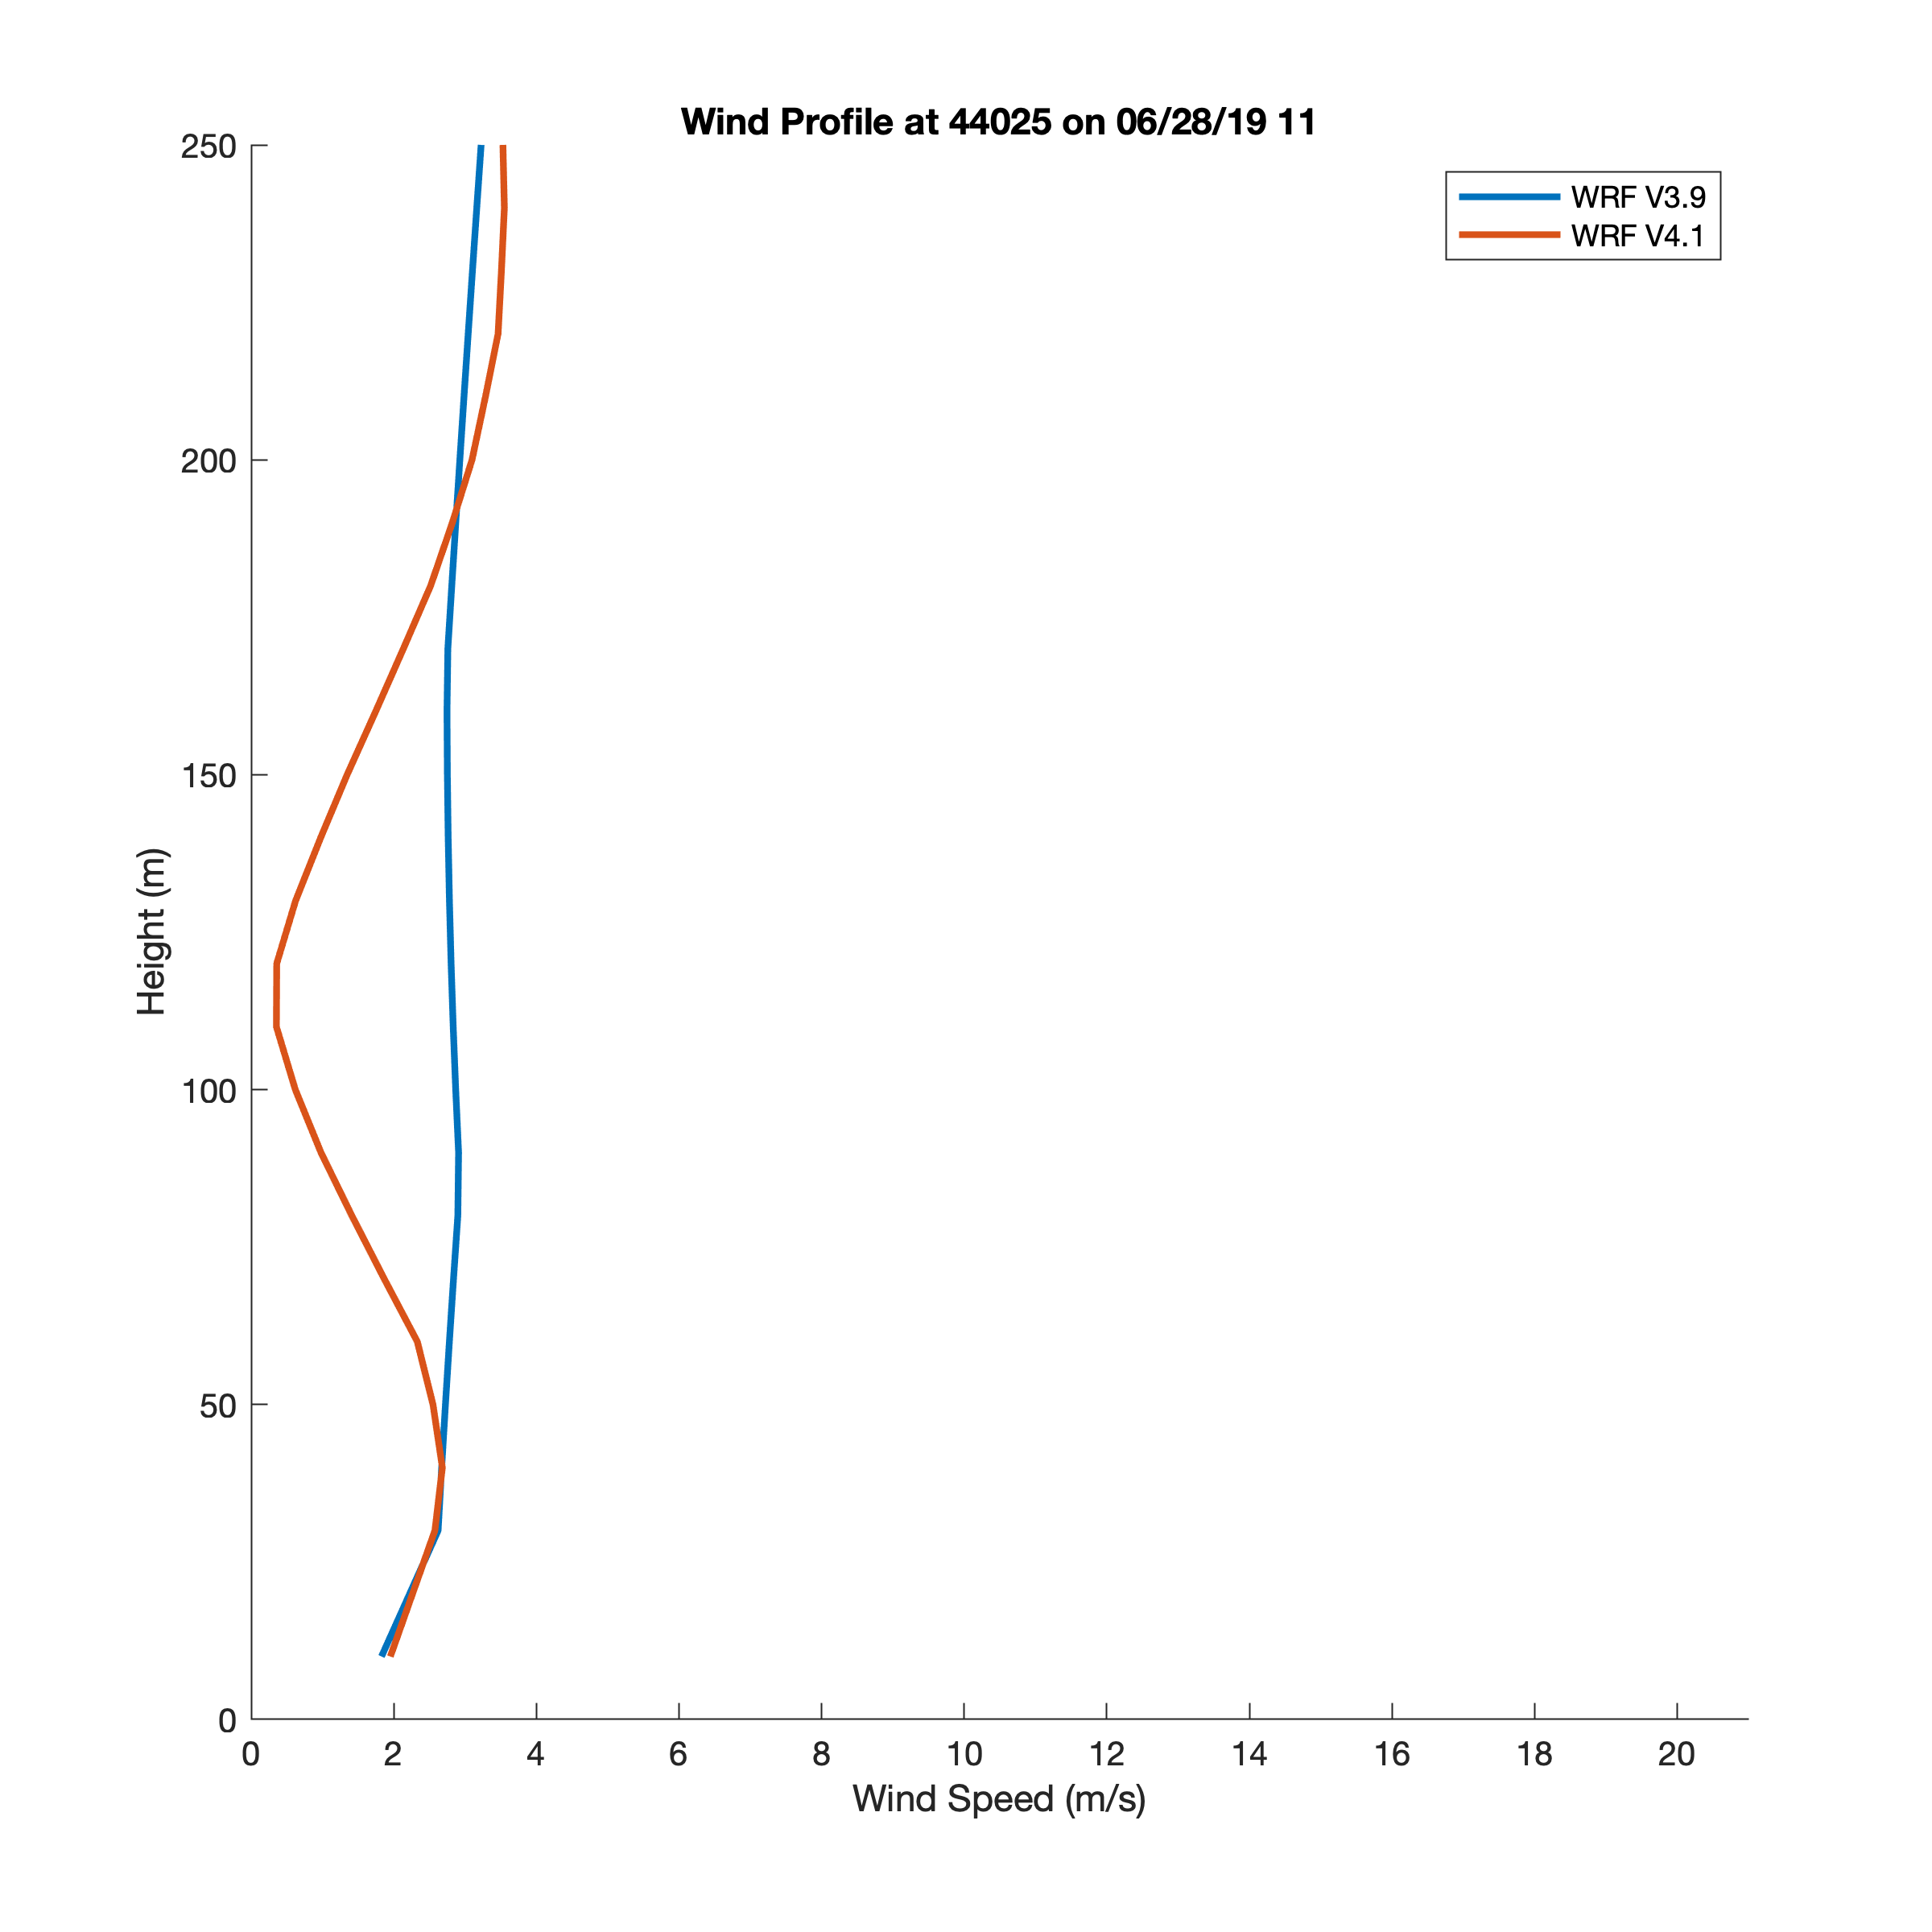 Wind Profile at 4425 on 06/28/19 11
WRF V3.9
WRF V4.1
250
200
150
100
50
0
Height (m)
0 2 4 6 8 10 12 14 16 18 20
Wind Speed (m/s)